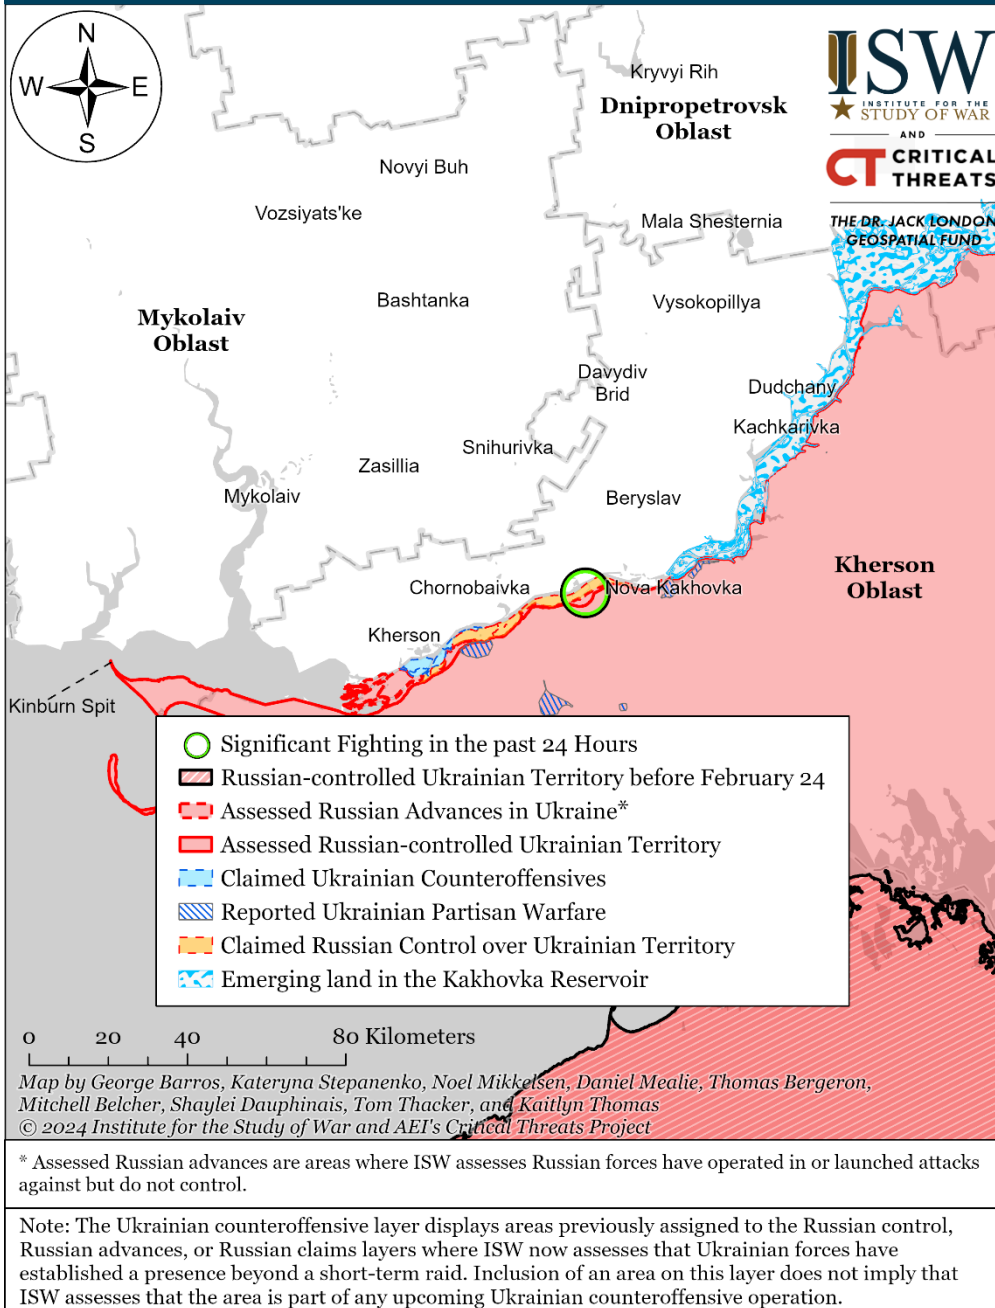 N
W
E
S
ISW
INSTITUTE FOR THE
STUDY OF WAR
AND
CT CRITICAL
THREATS
THE DR. JACK LONDON
GEOSPATIAL FUND
Kryvyi Rih
Dnipropetrovsk
Oblast
Novyi Buh
Vozsiyats'ke
Mala Shesternia
Bashtanka
Vysokopillya
Mykolaiv
Oblast
Davydiv
Brid
Dudchany
Kachkarivka
Snihurivka
Zasillia
Mykolaiv
Beryslav
Kherson
Oblast
Chornobaivka
Nova Kakhovka
Kherson
Kinburn Spit
Significant Fighting in the past 24 Hours
Russian-controlled Ukrainian Territory before February 24
Assessed Russian Advances in Ukraine*
Assessed Russian-controlled Ukrainian Territory
Claimed Ukrainian Counteroffensives
Reported Ukrainian Partisan Warfare
Claimed Russian Control over Ukrainian Territory
Emerging land in the Kakhovka Reservoir
0 20 40 80 Kilometers
Map by George Barros, Kateryna Stepanenko, Noel Mikkelsen, Daniel Mealie, Thomas Bergeron,
Mitchell Belcher, Shaylei Dauphinais, Tom Thacker, and Kaitlyn Thomas
© 2024 Institute for the Study of War and AEI's Critical Threats Project
* Assessed Russian advances are areas where ISW assesses Russian forces have operated in or launched attacks
against but do not control.
Note: The Ukrainian counteroffensive layer displays areas previously assigned to the Russian control,
Russian advances, or Russian claims layers where ISW now assesses that Ukrainian forces have
established a presence beyond a short-term raid. Inclusion of an area on this layer does not imply that
ISW assesses that the area is part of any upcoming Ukrainian counteroffensive operation.